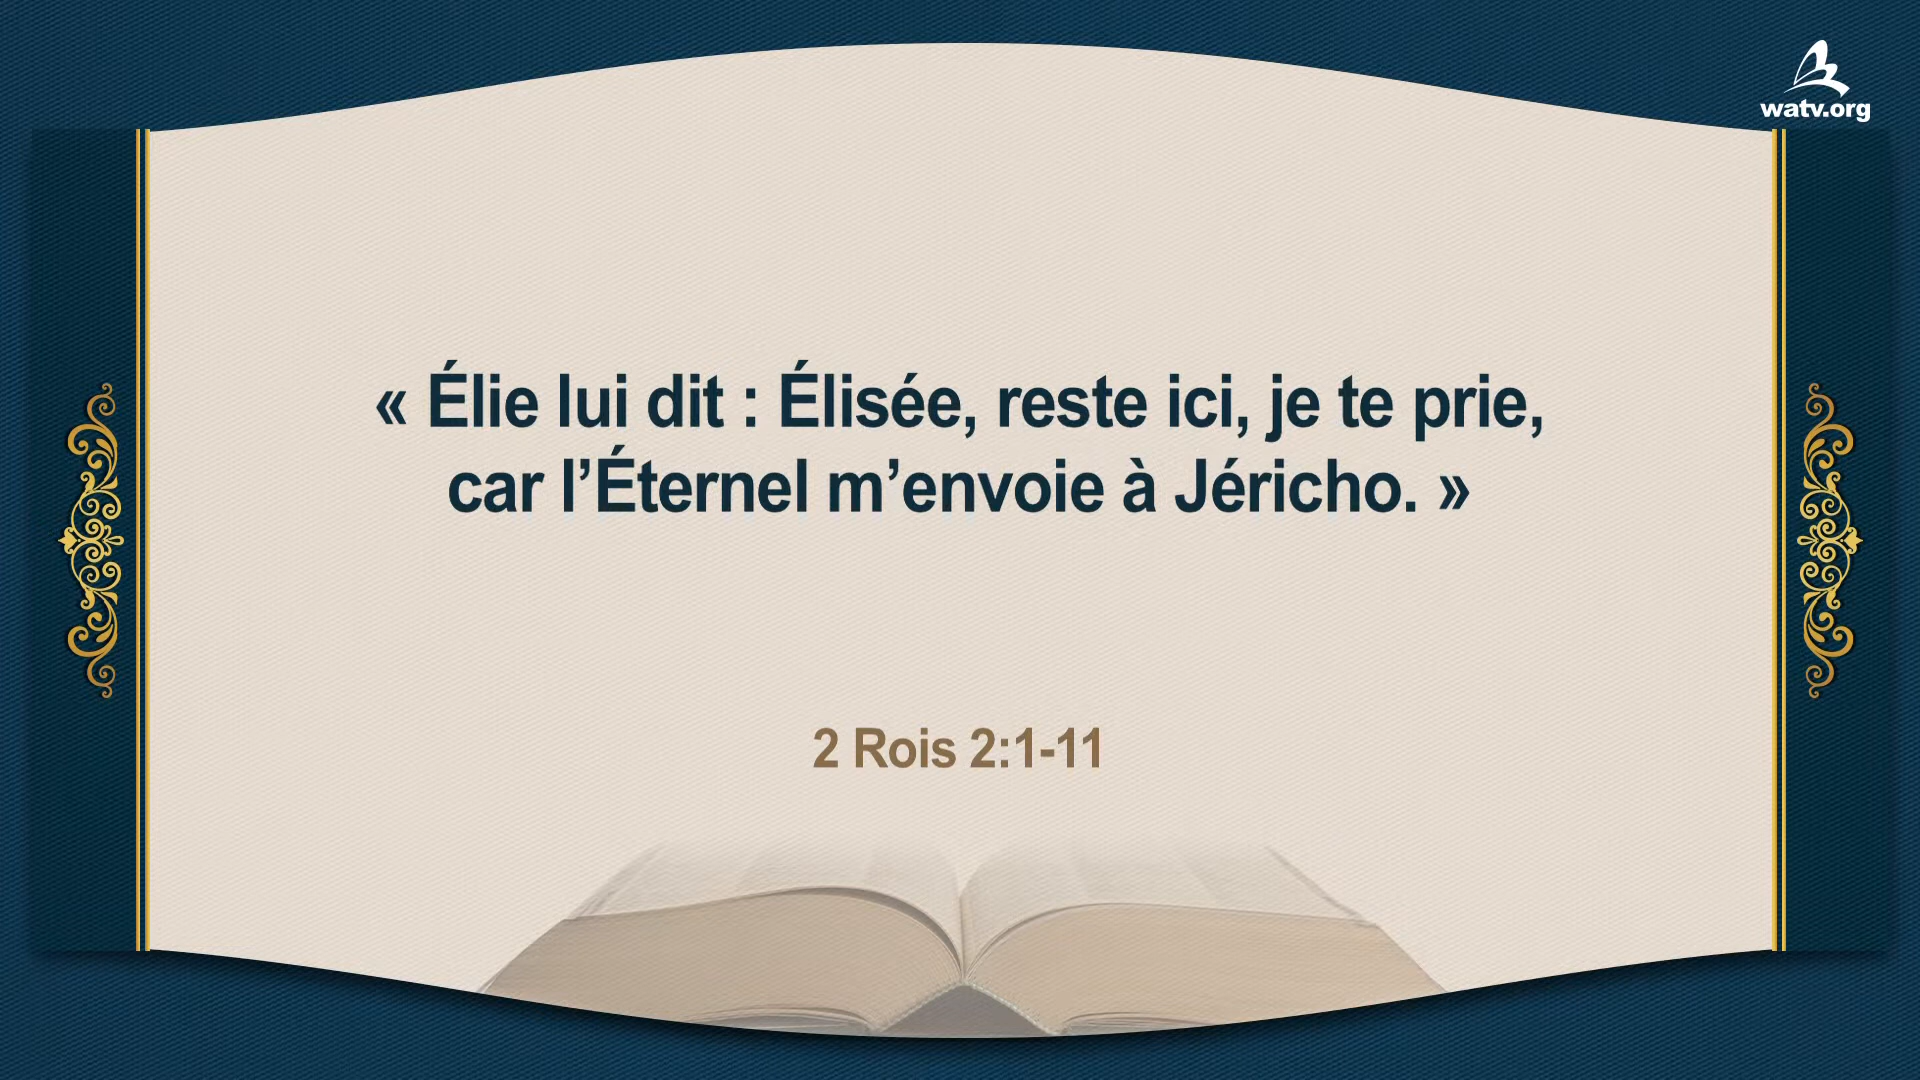 watv.org
« Élie lui dit : Élisée, reste ici, je te prie,
car l’Éternel m’envoie à Jéricho. »
2 Rois 2:1-11